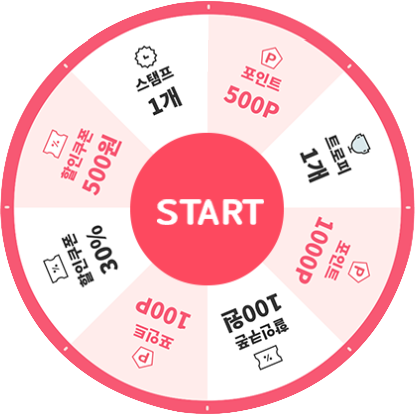 포인트
500P
트로피
1개
포인트
1000P
할인쿠폰
100원
포인트
100P
할인쿠폰
30%
할인쿠폰
500원
스탬프
1개
START